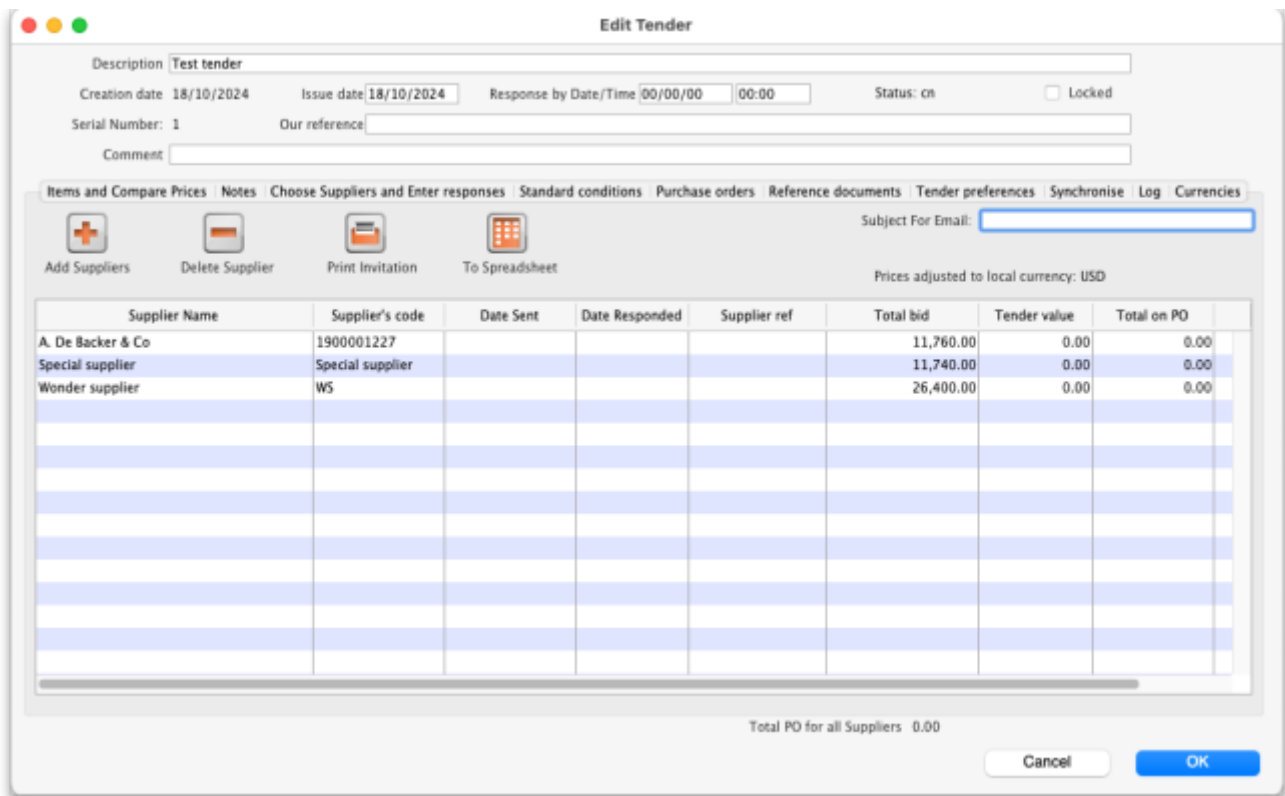 Edit Tender
Description Test tender
Creation date 18/10/2024 Issue date 18/10/2024 Response by Date/Time 00/00/00 00:00 Status: cn Locked
Serial Number: 1 Our reference
Comment
Items and Compare Prices Notes Choose Suppliers and Enter responses Standard conditions Purchase orders Reference documents Tender preferences Synchronise Log Currencies
Subject For Email:
Add Suppliers Delete Supplier Print Invitation To Spreadsheet
Prices adjusted to local currency: USD
Supplier Name Supplier's code Date Sent Date Responded Supplier ref Total bid Tender value Total on PO
A. De Backer & Co 1900001227 11,760.00 0.00 0.00
Special supplier Special supplier 11,740.00 0.00 0.00
Wonder supplier WS 26,400.00 0.00 0.00
Total PO for all Suppliers 0.00
Cancel OK